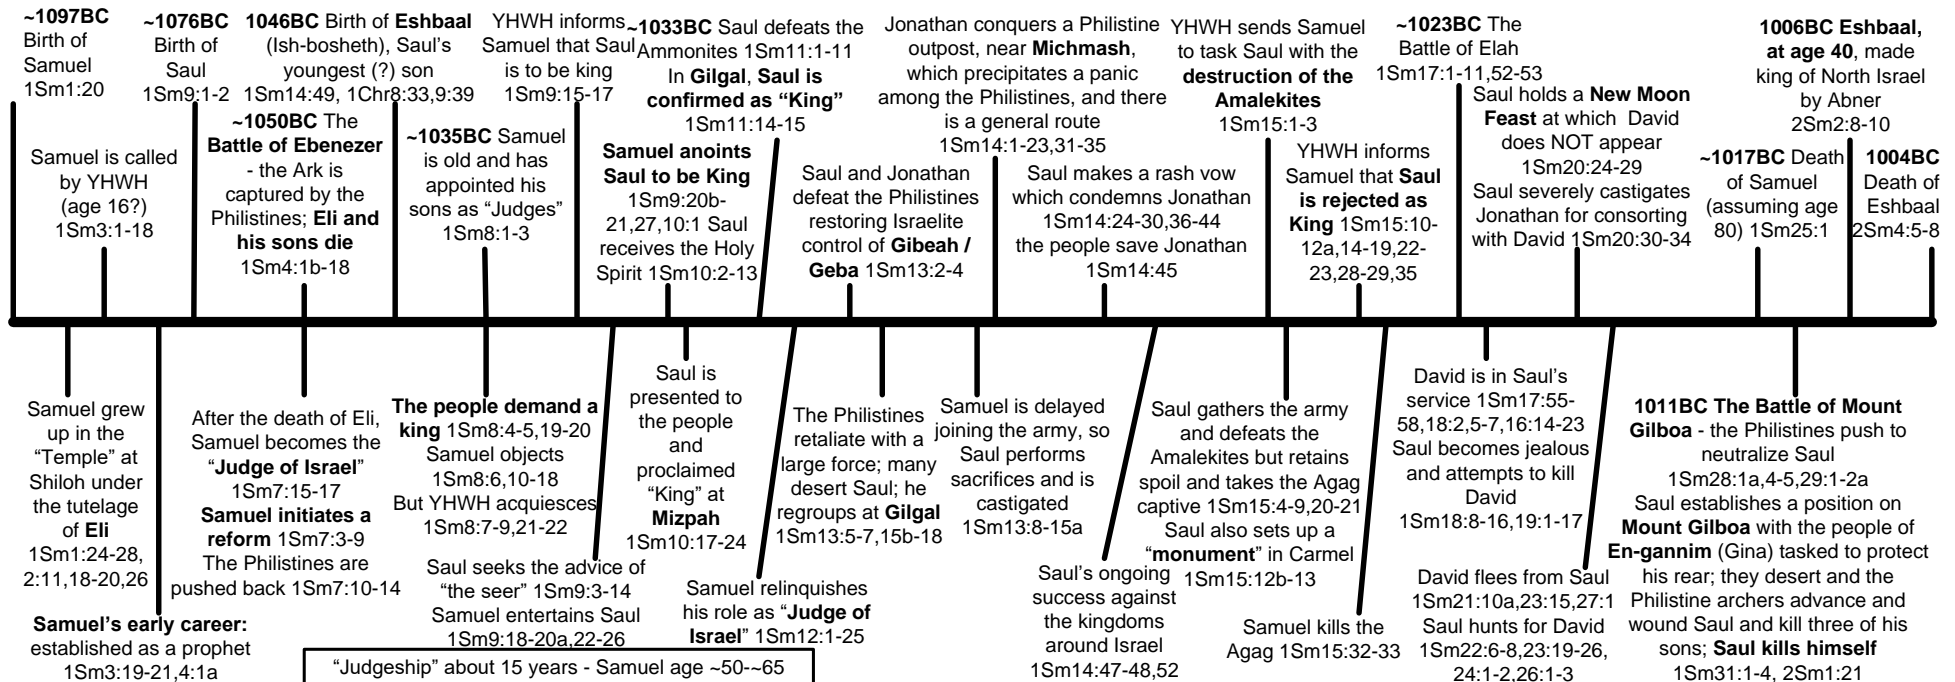 ~1097BC
Birth of
Samuel
1Sm1:20
Samuel is called
by YHWH
(age 16?)
1Sm3:1-18
~1076BC
Birth of
Saul
1Sm9:1-2
1046BC Birth of Eshbaal
(Ish-bosheth), Saul's
youngest (?) son
1Sm14:49, 1Chr8:33,9:39
~1050BC The
Battle of Ebenezer
- the Ark is
captured by the
Philistines; Eli and
his sons die
1Sm4:1b-18
~1035BC Samuel
is old and has
appointed his
sons as “Judges”
1Sm8:1-3
YHWH informs
Samuel that Saul
is to be king
1Sm9:15-17
Samuel anoints
Saul to be King
1Sm9:20b-
21,27,10:1 Saul
receives the Holy
Spirit 1Sm10:2-13
~1033BC Saul defeats the
Ammonites 1Sm11:1-11
In Gilgal, Saul is
confirmed as “King”
1Sm11:14-15
Saul and Jonathan
defeat the Philistines
restoring Israelite
control of Gibeah /
Geba 1Sm13:2-4
Jonathan conquers a Philistine
outpost, near Michmash,
which precipitates a panic
among the Philistines, and there
is a general route
1Sm14:1-23,31-35
Saul makes a rash vow
which condemns Jonathan
1Sm14:24-30,36-44
the people save Jonathan
1Sm14:45
YHWH sends Samuel
to task Saul with the
destruction of the
Amalekites
1Sm15:1-3
YHWH informs
Samuel that Saul
is rejected as
King 1Sm15:10-
12a,14-19,22-
23,28-29,35
~1023BC The
Battle of Elah
1Sm17:1-11,52-53
Saul holds a New Moon
Feast at which David
does NOT appear
1Sm20:24-29
Saul severely castigates
Jonathan for consorting
with David 1Sm20:30-34
~1017BC Death
of Samuel
(assuming age
80) 1Sm25:1
1006BC Eshbaal,
at age 40, made
king of North Israel
by Abner
2Sm2:8-10
1004BC
Death of
Eshbaal
2Sm4:5-8
Samuel grew
up in the
“Temple” at
Shiloh under
the tutelage
of Eli
1Sm1:24-28,
2:11,18-20,26
Samuel's early career:
established as a prophet
1Sm3:19-21,4:1a
After the death of Eli,
Samuel becomes the
“Judge of Israel”
1Sm7:15-17
Samuel initiates a
reform 1Sm7:3-9
The Philistines are
pushed back 1Sm7:10-14
The people demand a
king 1Sm8:4-5,19-20
Samuel objects
1Sm8:6,10-18
But YHWH acquiesces
1Sm8:7-9,21-22
Saul seeks the advice of
“the seer” 1Sm9:3-14
Samuel entertains Saul
1Sm9:18-20a,22-26
“Judgeship” about 15 years - Samuel age ~50-~65
Saul is
presented to
the people
and
proclaimed
“King” at
Mizpah
1Sm10:17-24
Samuel relinquishes
his role as “Judge of
Israel” 1Sm12:1-25
The Philistines
retaliate with a
large force; many
desert Saul; he
regroups at Gilgal
1Sm13:5-7,15b-18
Samuel is delayed
joining the army, so
Saul performs
sacrifices and is
castigated
1Sm13:8-15a
Saul's ongoing
success against
the kingdoms
around Israel
1Sm14:47-48,52
Saul gathers the army
and defeats the
Amalekites but retains
spoil and takes the Agag
captive 1Sm15:4-9,20-21
Saul also sets up a
“monument” in Carmel
1Sm15:12b-13
Samuel kills the
Agag 1Sm15:32-33
David is in Saul's
service 1Sm17:55-
58,18:2,5-7,16:14-23
Saul becomes jealous
and attempts to kill
David
1Sm18:8-16,19:1-17
David flees from Saul
1Sm21:10a,23:15,27:1
Saul hunts for David
1Sm22:6-8,23:19-26,
24:1-2,26:1-3
1011BC The Battle of Mount
Gilboa - the Philistines push to
neutralize Saul
1Sm28:1a,4-5,29:1-2a
Saul establishes a position on
Mount Gilboa with the people of
En-gannim (Gina) tasked to protect
his rear; they desert and the
Philistine archers advance and
wound Saul and kill three of his
sons; Saul kills himself
1Sm31:1-4, 2Sm1:21